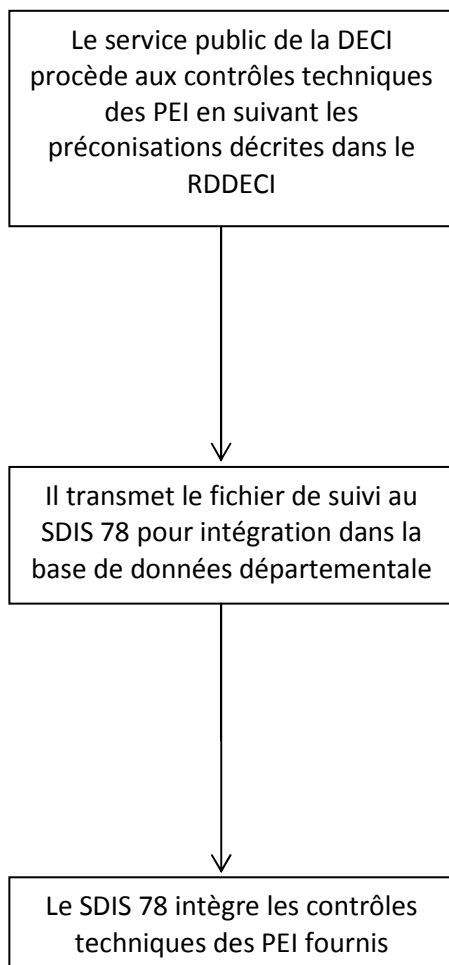 Le service public de la DECI
procède aux contrôles techniques
des PEI en suivant les
préconisations décrites dans le
RDDECI
Il transmet le fichier de suivi au
SDIS 78 pour intégration dans la
base de données départementale
Le SDIS 78 intègre les contrôles
techniques des PEI fournis